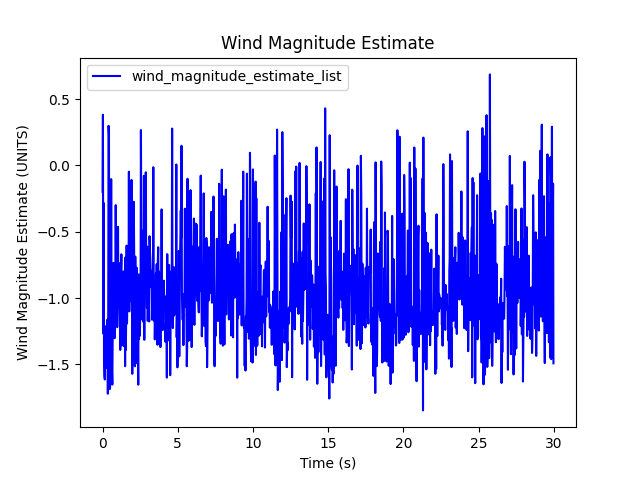 Wind Magnitude Estimate
wind_magnitude_estimate_list
Wind Magnitude Estimate (UNITS)
0.5
0.0
−0.5
−1.0
−1.5
0 5 10 15 20 25 30
Time (s)